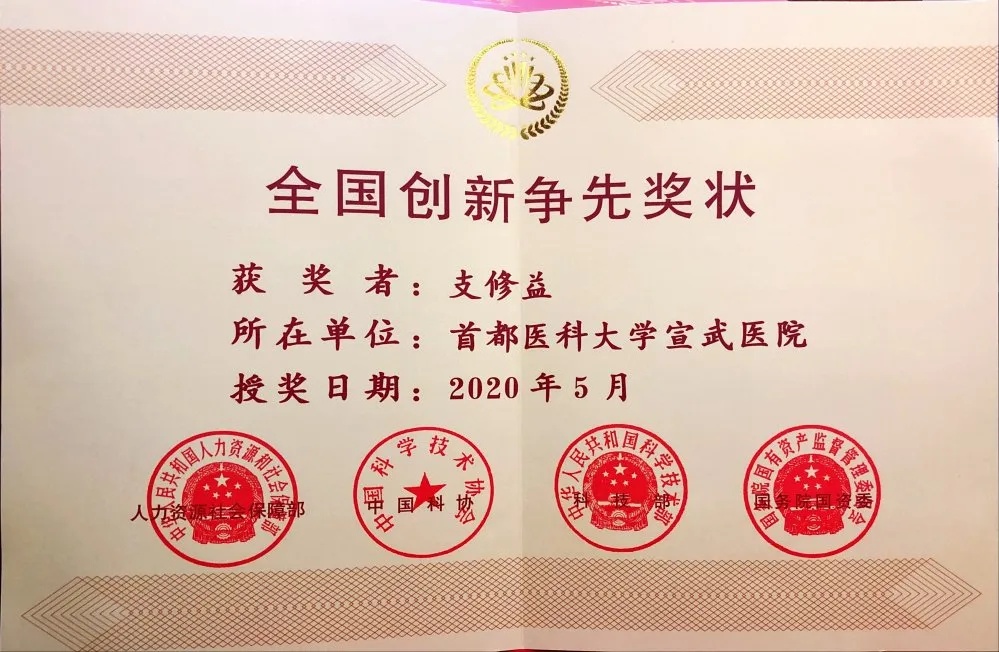 全国创新争先奖状
获奖者：支修益
所在单位：首都医科大学宣武医院
授奖日期：2020年5月
中华人民共和国人力资源和社会保障部
人力资源社会保障部
中国科学技术协会
中国科协
中华人民共和国科学技术部
科技部
国务院国有资产监督管理委员会
国务院国资委